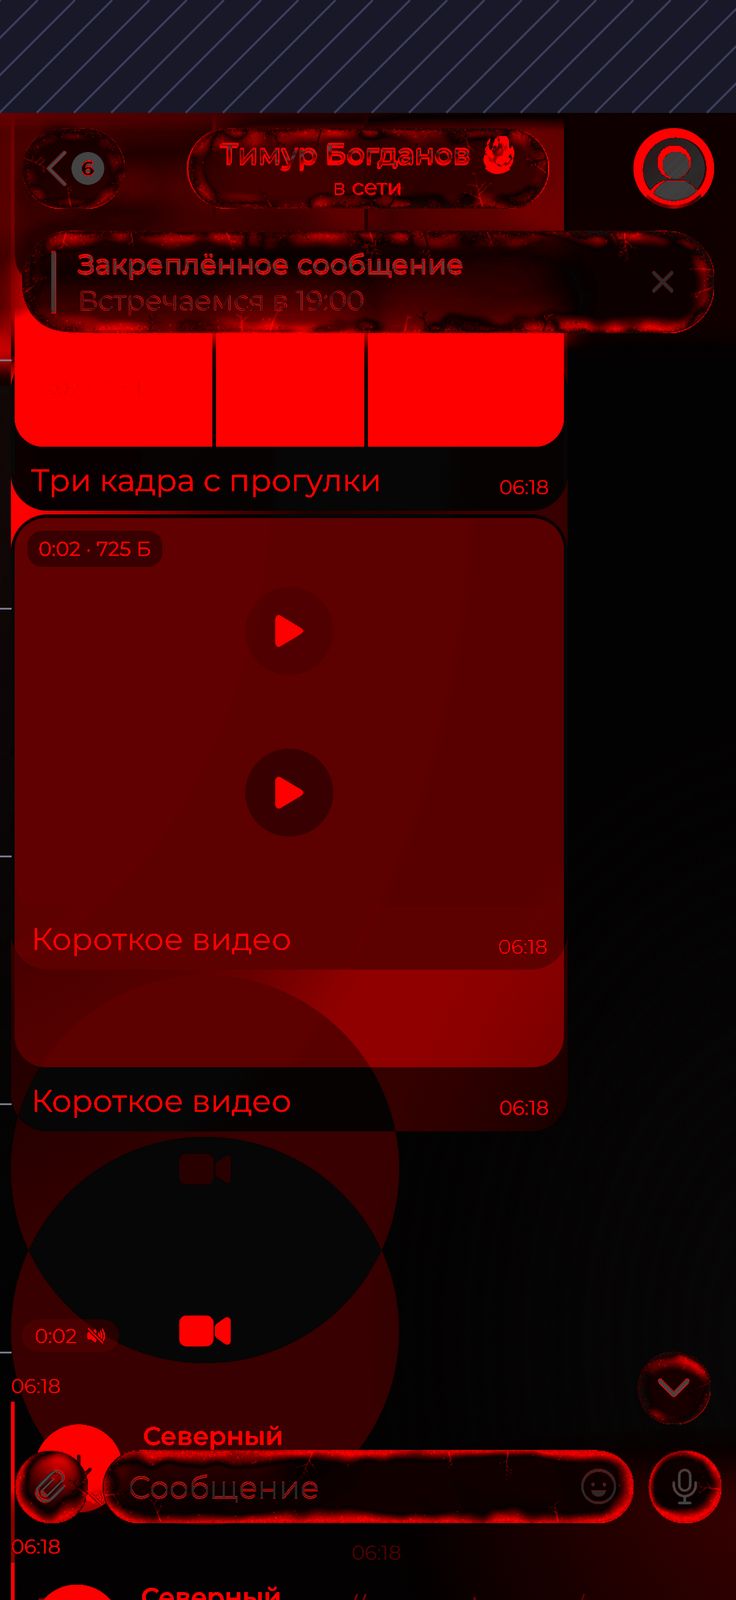 6
Тимур Богданов
в сети
Закреплённое сообщение
Встречаемся в 19:00
Три кадра с прогулки
06:18
0:02 · 725 Б
Короткое видео
06:18
Короткое видео
06:18
0:02
06:18
Северный
Сообщение
06:18
06:18
Северный